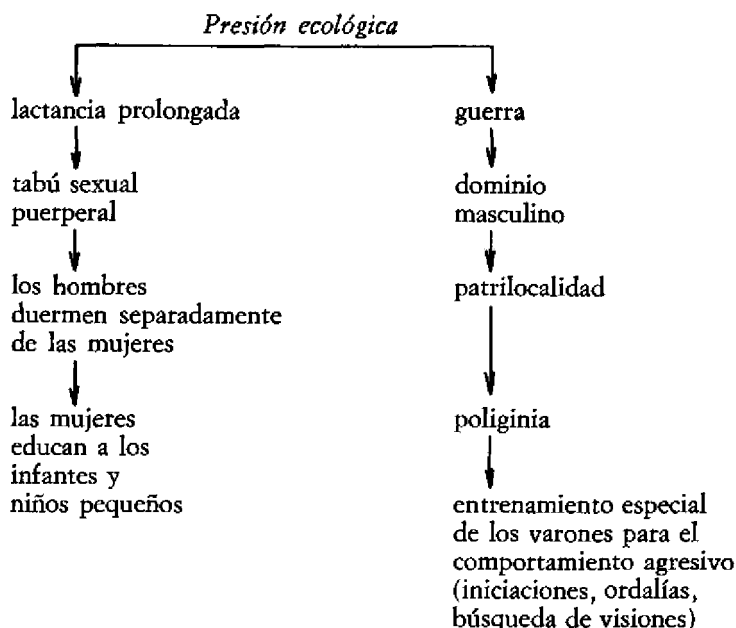 Presión ecológica
lactancia prolongada
tabú sexual
puerperal
los hombres
duermen separadamente
de las mujeres
las mujeres
educan a los
infantes y
niños pequeños
guerra
dominio
masculino
patrilocalidad
poliginia
entrenamiento especial
de los varones para el
comportamiento agresivo
(iniciaciones, ordalías,
búsqueda de visiones)